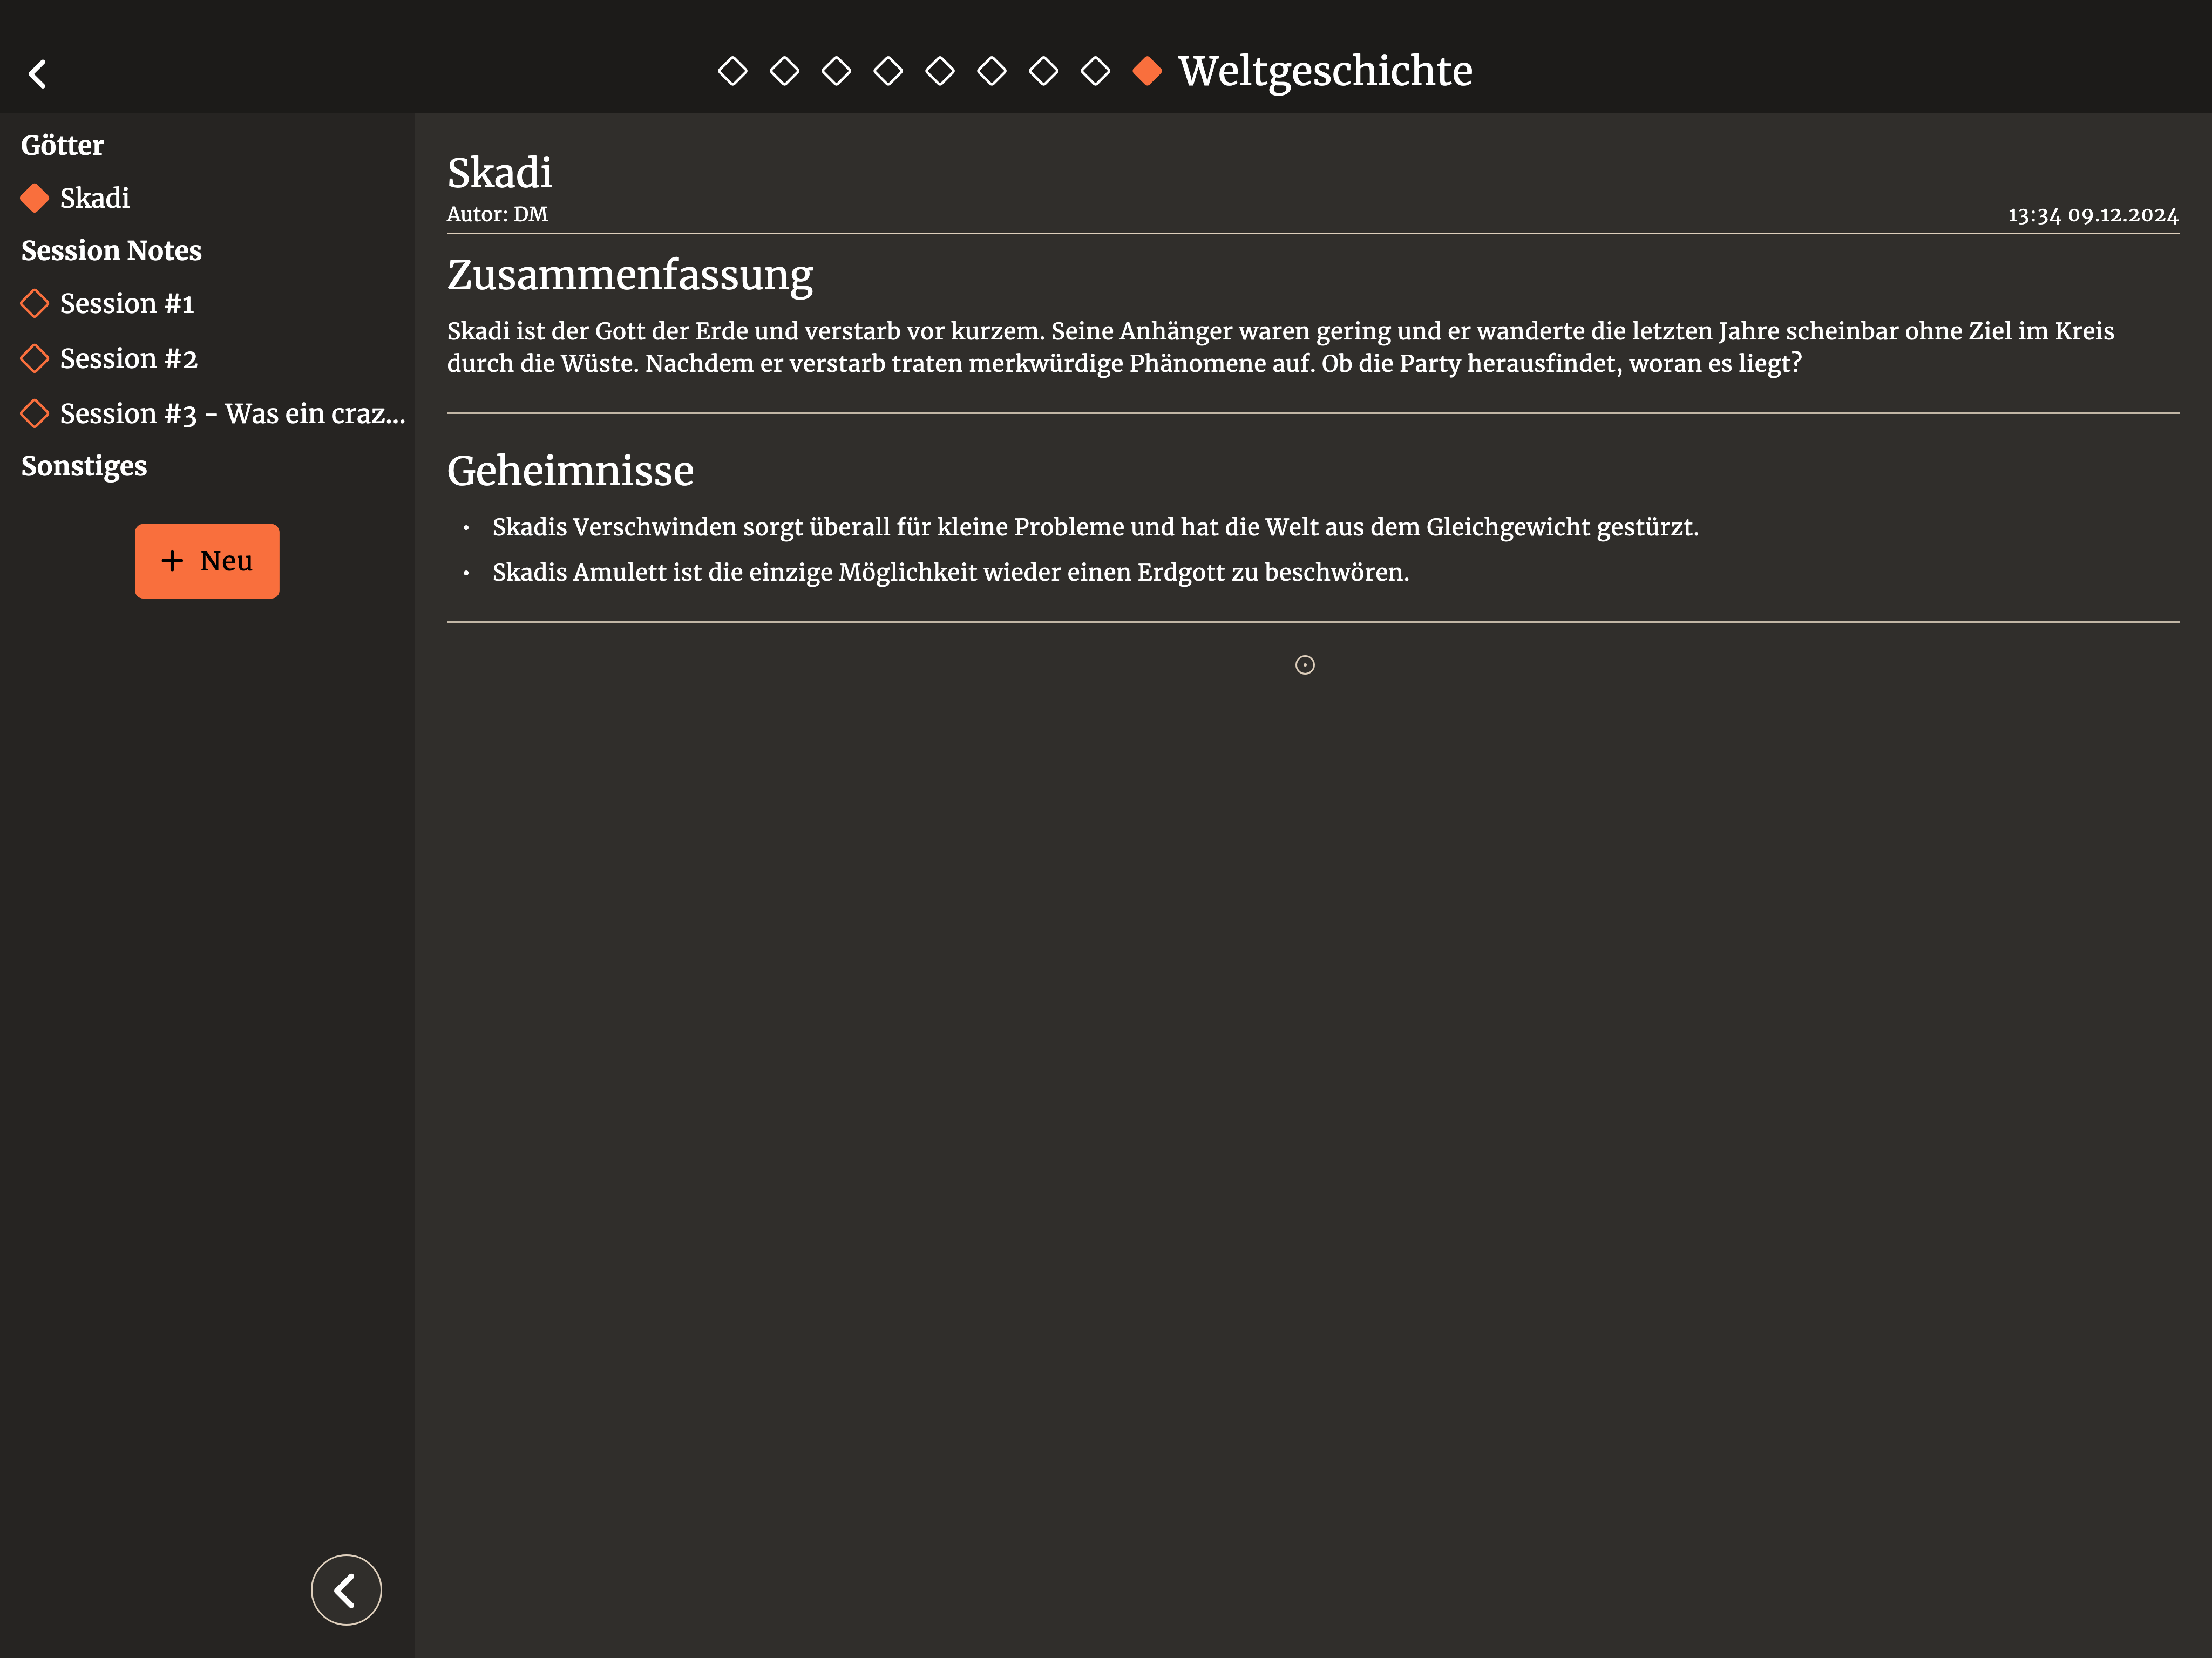 Weltgeschichte
Götter
Skadi
Session Notes
Session #1
Session #2
Session #3 - Was ein craz...
Sonstiges
+ Neu
Skadi
Autor: DM
13:34 09.12.2024
Zusammenfassung
Skadi ist der Gott der Erde und verstarb vor kurzem. Seine Anhänger waren gering und er wanderte die letzten Jahre scheinbar ohne Ziel im Kreis
durch die Wüste. Nachdem er verstarb traten merkwürdige Phänomene auf. Ob die Party herausfindet, woran es liegt?
Geheimnisse
• Skadis Verschwinden sorgt überall für kleine Probleme und hat die Welt aus dem Gleichgewicht gestürzt.
• Skadis Amulett ist die einzige Möglichkeit wieder einen Erdgott zu beschwören.